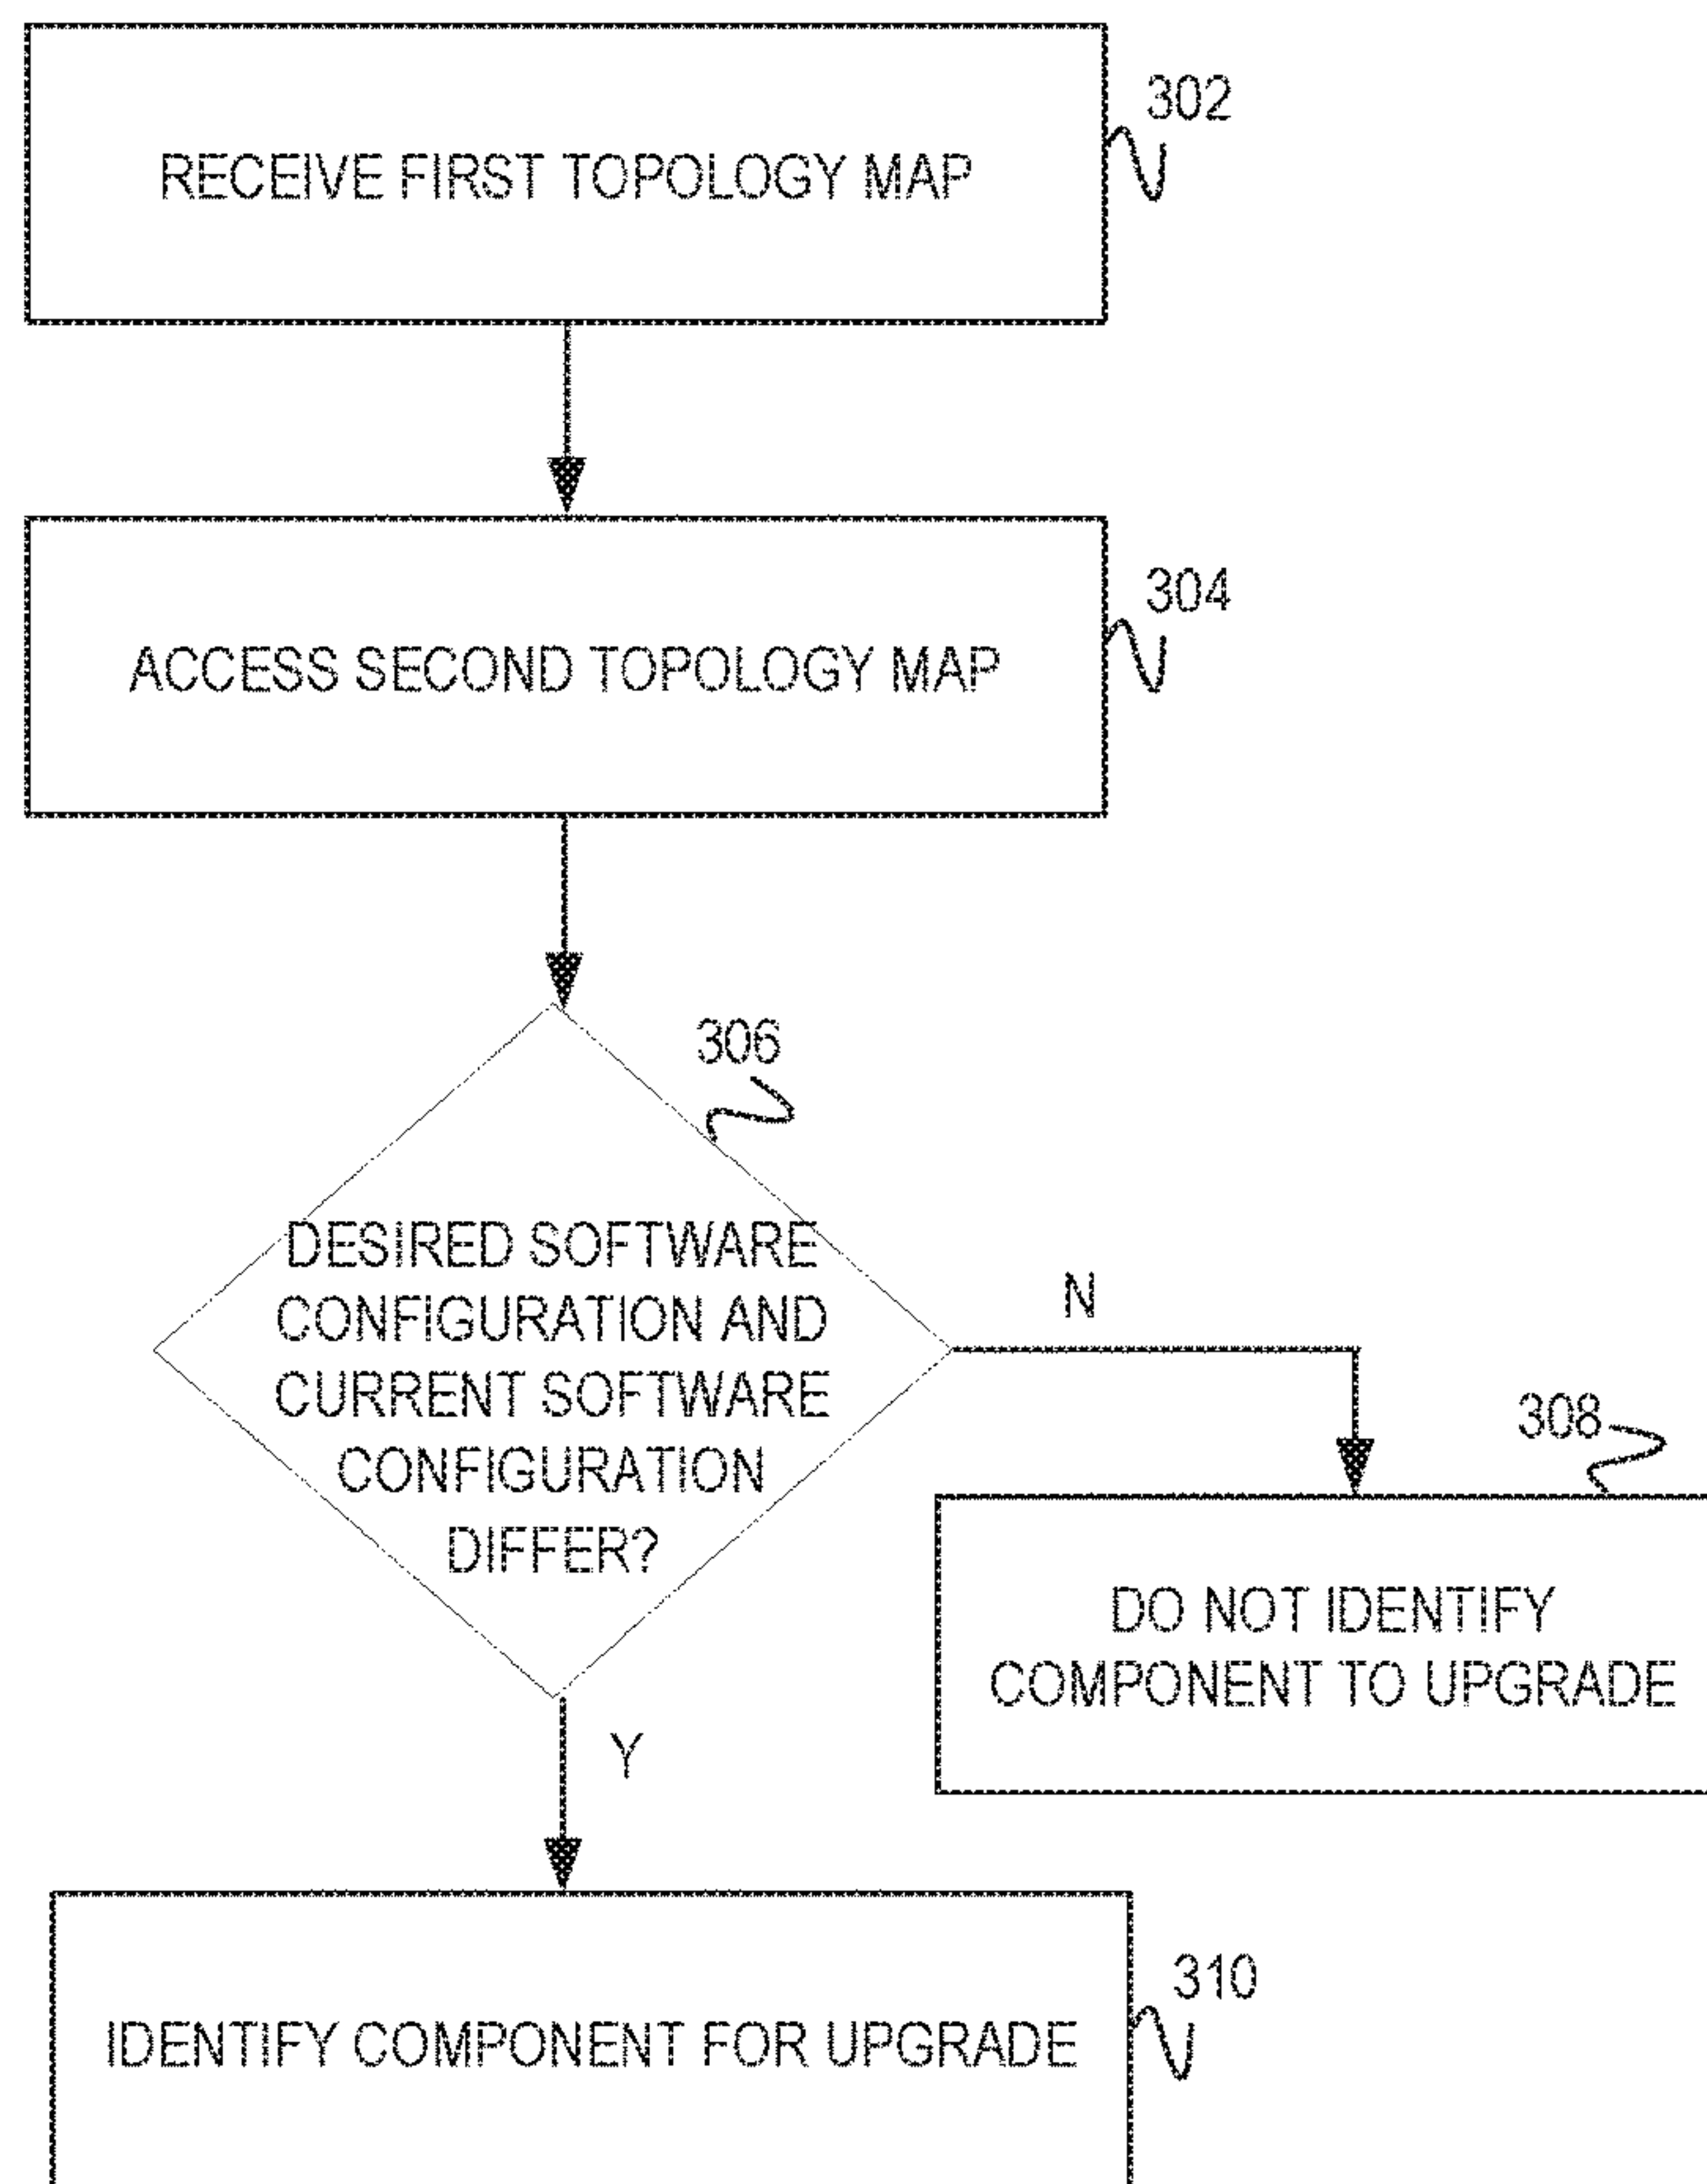 302
RECEIVE FIRST TOPOLOGY MAP
304
ACCESS SECOND TOPOLOGY MAP
306
DESIRED SOFTWARE
CONFIGURATION AND
CURRENT SOFTWARE
CONFIGURATION
DIFFER?
N
308
DO NOT IDENTIFY
COMPONENT TO UPGRADE
Y
310
IDENTIFY COMPONENT FOR UPGRADE